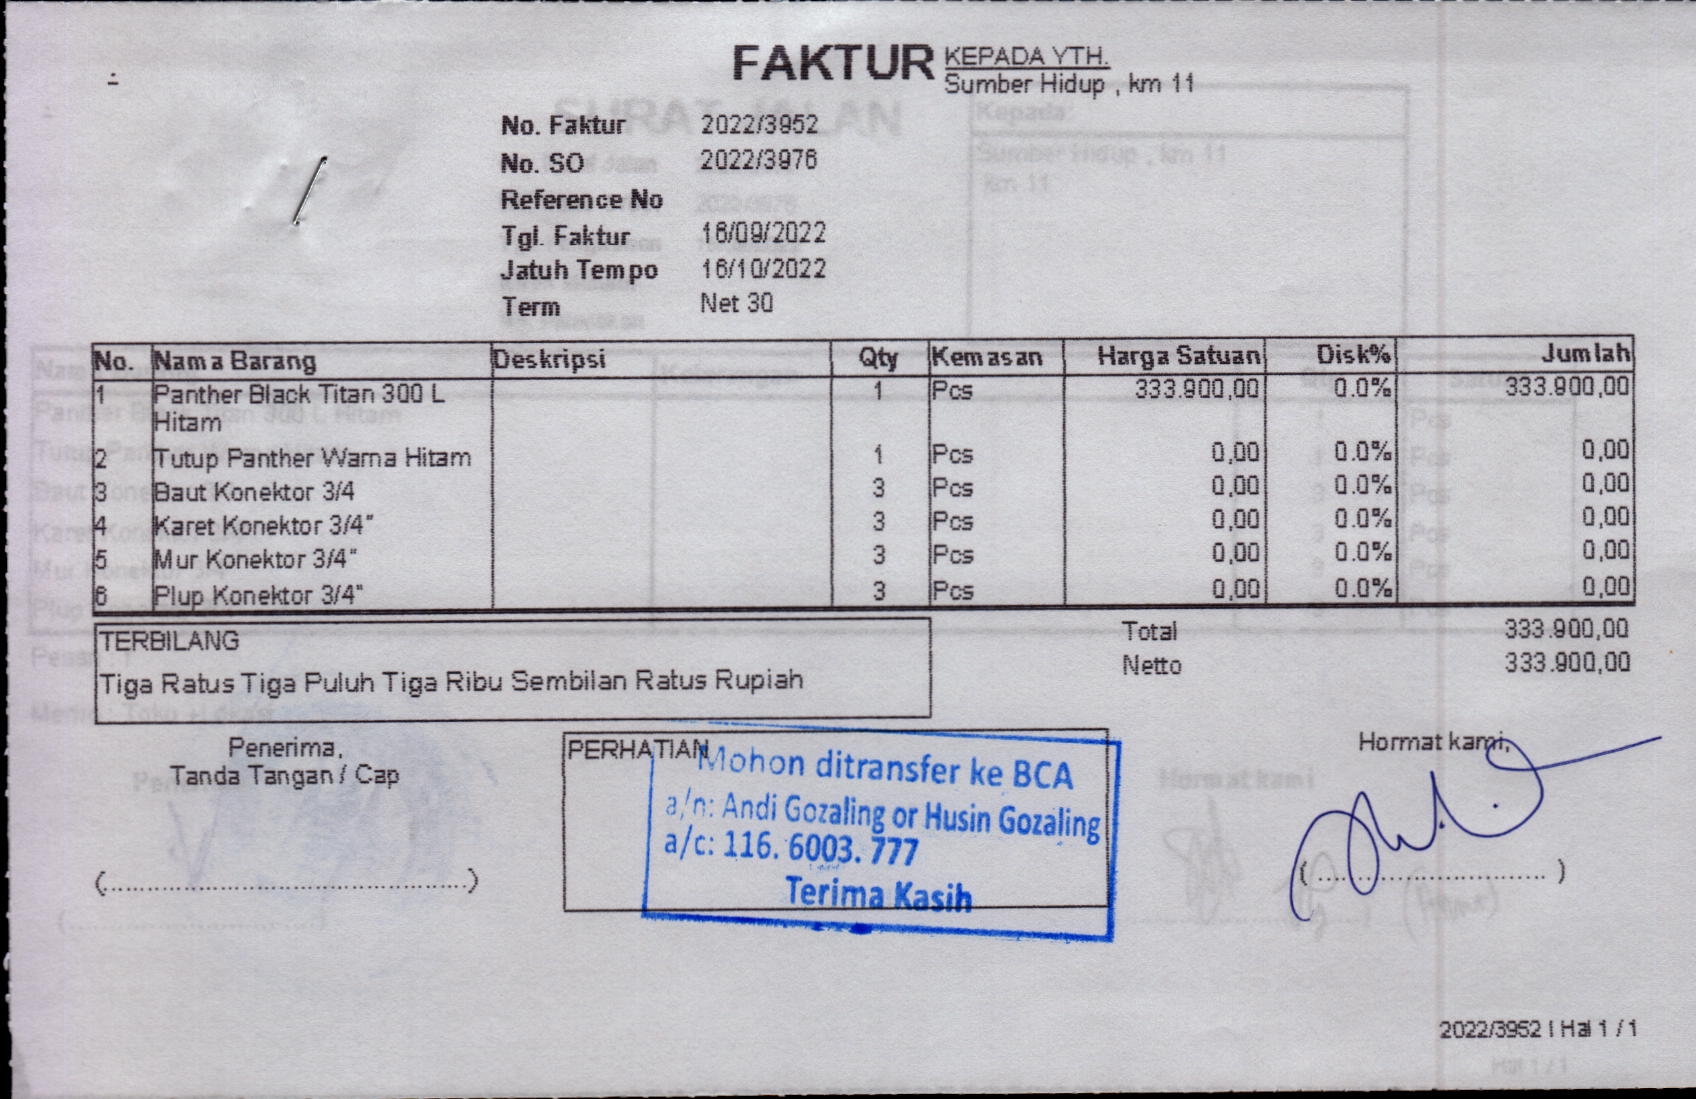 FAKTUR
KEPADA YTH.
Sumber Hidup , km 11
No. Faktur 2022/3952
No. SO 2022/3976
Reference No
Tgl. Faktur 16/09/2022
Jatuh Tempo 16/10/2022
Term Net 30
No. Nama Barang Deskripsi Qty Kemasan Harga Satuan Disk% Jumlah
1 Panther Black Titan 300 L 1 Pcs 333.900,00 0.0% 333.900,00
Hitam
2 Tutup Panther Warna Hitam 1 Pcs 0,00 0.0% 0,00
3 Baut Konektor 3/4 3 Pcs 0,00 0.0% 0,00
4 Karet Konektor 3/4" 3 Pcs 0,00 0.0% 0,00
5 Mur Konektor 3/4" 3 Pcs 0,00 0.0% 0,00
6 Plup Konektor 3/4" 3 Pcs 0,00 0.0% 0,00
TERBILANG
Tiga Ratus Tiga Puluh Tiga Ribu Sembilan Ratus Rupiah
Total 333.900,00
Netto 333.900,00
Penerima,
Tanda Tangan / Cap
(............................................)
PERHATIAN
Mohon ditransfer ke BCA
a/n: Andi Gozaling or Husin Gozaling
a/c: 116. 6003. 777
Terima Kasih
Hormat kami,
(............................)
2022/3952 | Hal 1 / 1